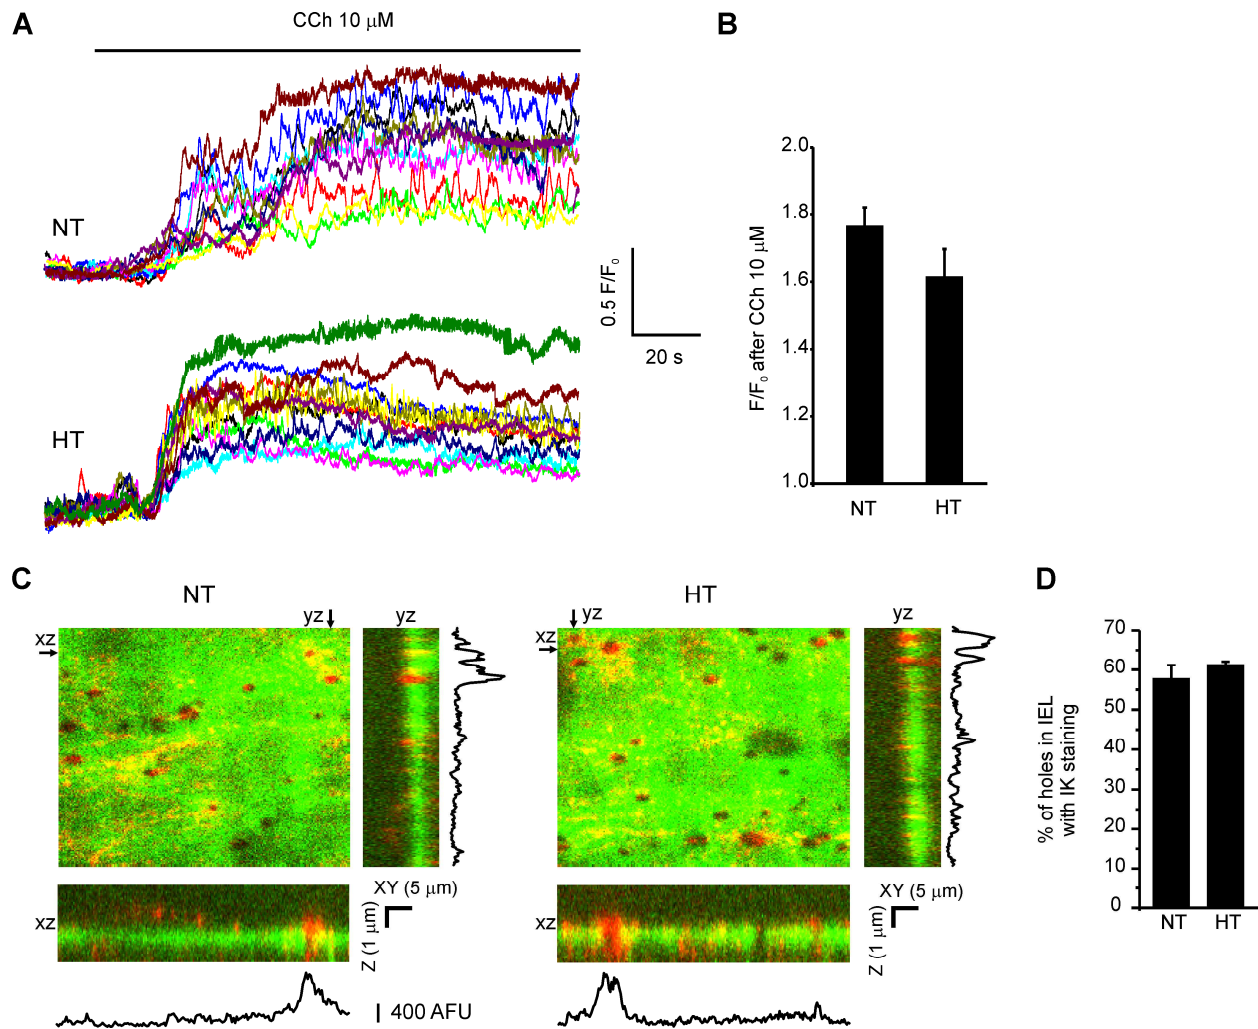 A
CCh 10 μM
NT
HT
0.5 F/F₀
20 s
B
F/F₀ after CCh 10 μM
2.0
1.8
1.6
1.4
1.2
1.0
NT
HT
C
NT
yz
yz
xz
XY (5 μm)
xz
Z (1 μm)
400 AFU
HT
yz
yz
xz
XY (5 μm)
xz
Z (1 μm)
D
% of holes in IEL
with IK staining
70
60
50
40
30
20
10
0
NT
HT